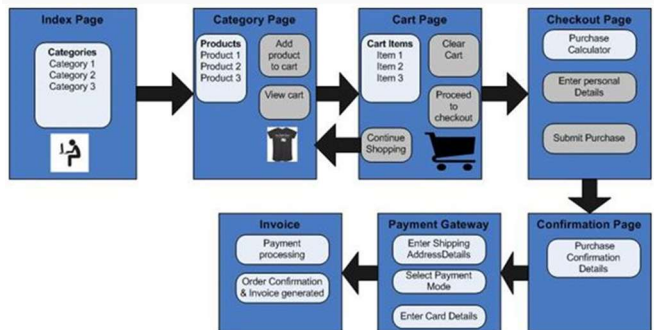 Index Page
Categories
Category 1
Category 2
Category 3
Category Page
Products
Product 1
Product 2
Product 3
Add
product
to cart
View cart
Cart Page
Cart Items
Item 1
Item 2
Item 3
Clear
Cart
Proceed
to
checkout
Continue
Shopping
Checkout Page
Purchase
Calculator
Enter personal
Details
Submit Purchase
Invoice
Payment
processing
Order Confirmation
& Invoice generated
Payment Gateway
Enter Shipping
AddressDetails
Select Payment
Mode
Enter Card Details
Confirmation Page
Purchase
Confirmation
Details